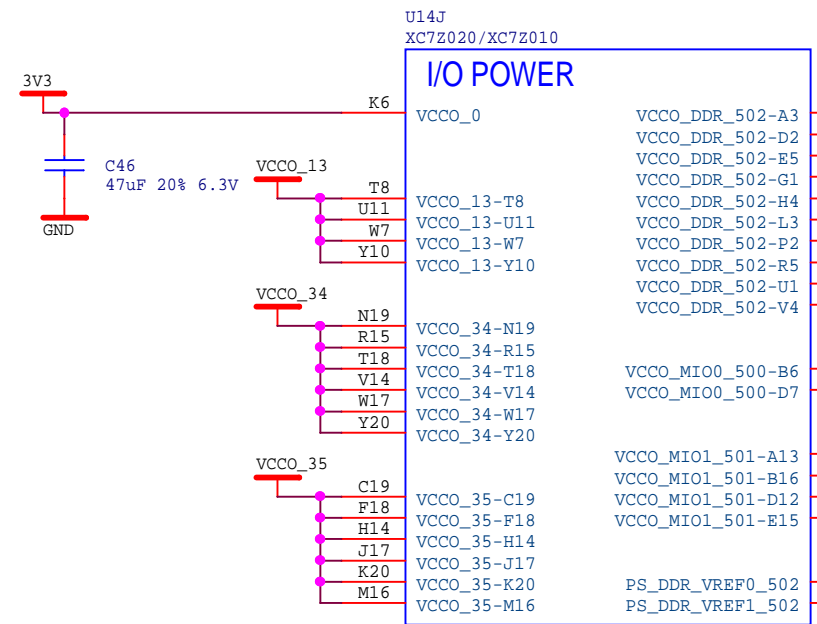 U14J
XC7Z020/XC7Z010
I/O POWER
3V3
K6
VCCO_0
C46
47uF 20% 6.3V
GND
VCCO_13
T8
U11
W7
Y10
VCCO_13-T8
VCCO_13-U11
VCCO_13-W7
VCCO_13-Y10
VCCO_34
N19
R15
T18
V14
W17
Y20
VCCO_34-N19
VCCO_34-R15
VCCO_34-T18
VCCO_34-V14
VCCO_34-W17
VCCO_34-Y20
VCCO_35
C19
F18
H14
J17
K20
M16
VCCO_35-C19
VCCO_35-F18
VCCO_35-H14
VCCO_35-J17
VCCO_35-K20
VCCO_35-M16
VCCO_DDR_502-A3
VCCO_DDR_502-D2
VCCO_DDR_502-E5
VCCO_DDR_502-G1
VCCO_DDR_502-H4
VCCO_DDR_502-L3
VCCO_DDR_502-P2
VCCO_DDR_502-R5
VCCO_DDR_502-U1
VCCO_DDR_502-V4
VCCO_MIO0_500-B6
VCCO_MIO0_500-D7
VCCO_MIO1_501-A13
VCCO_MIO1_501-B16
VCCO_MIO1_501-D12
VCCO_MIO1_501-E15
PS_DDR_VREF0_502
PS_DDR_VREF1_502